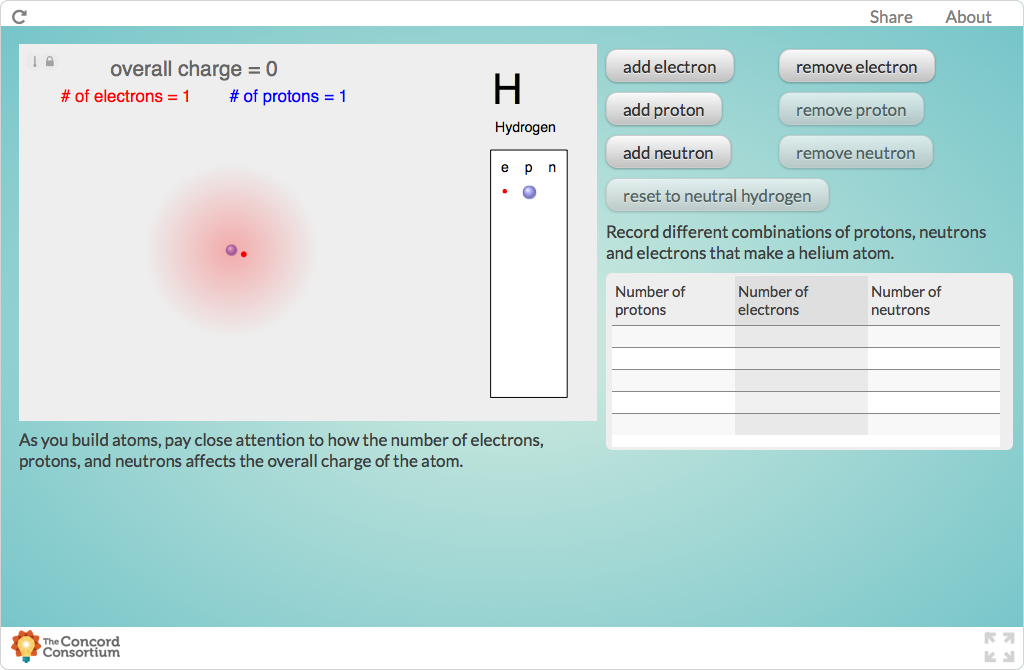 Share About
overall charge = 0
# of electrons = 1 # of protons = 1
H
Hydrogen
e p n
As you build atoms, pay close attention to how the number of electrons,
protons, and neutrons affects the overall charge of the atom.
add electron remove electron
add proton remove proton
add neutron remove neutron
reset to neutral hydrogen
Record different combinations of protons, neutrons
and electrons that make a helium atom.
Number of Number of Number of
protons electrons neutrons
The Concord
Consortium